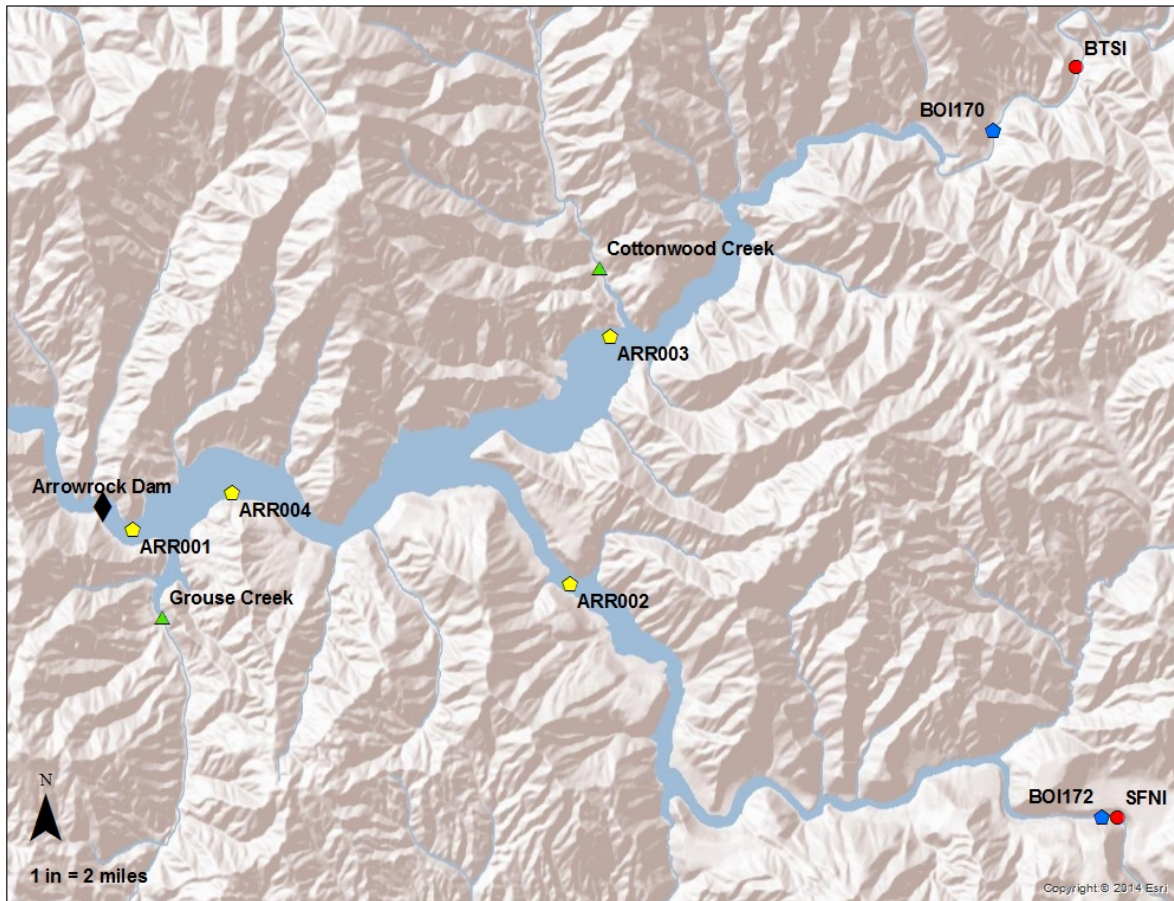 BTSI
BOI170
Cottonwood Creek
ARR003
Arrowrock Dam
ARR004
ARR001
ARR002
Grouse Creek
N
BOI172
SFNI
1 in = 2 miles
Copyright:© 2014 Esri